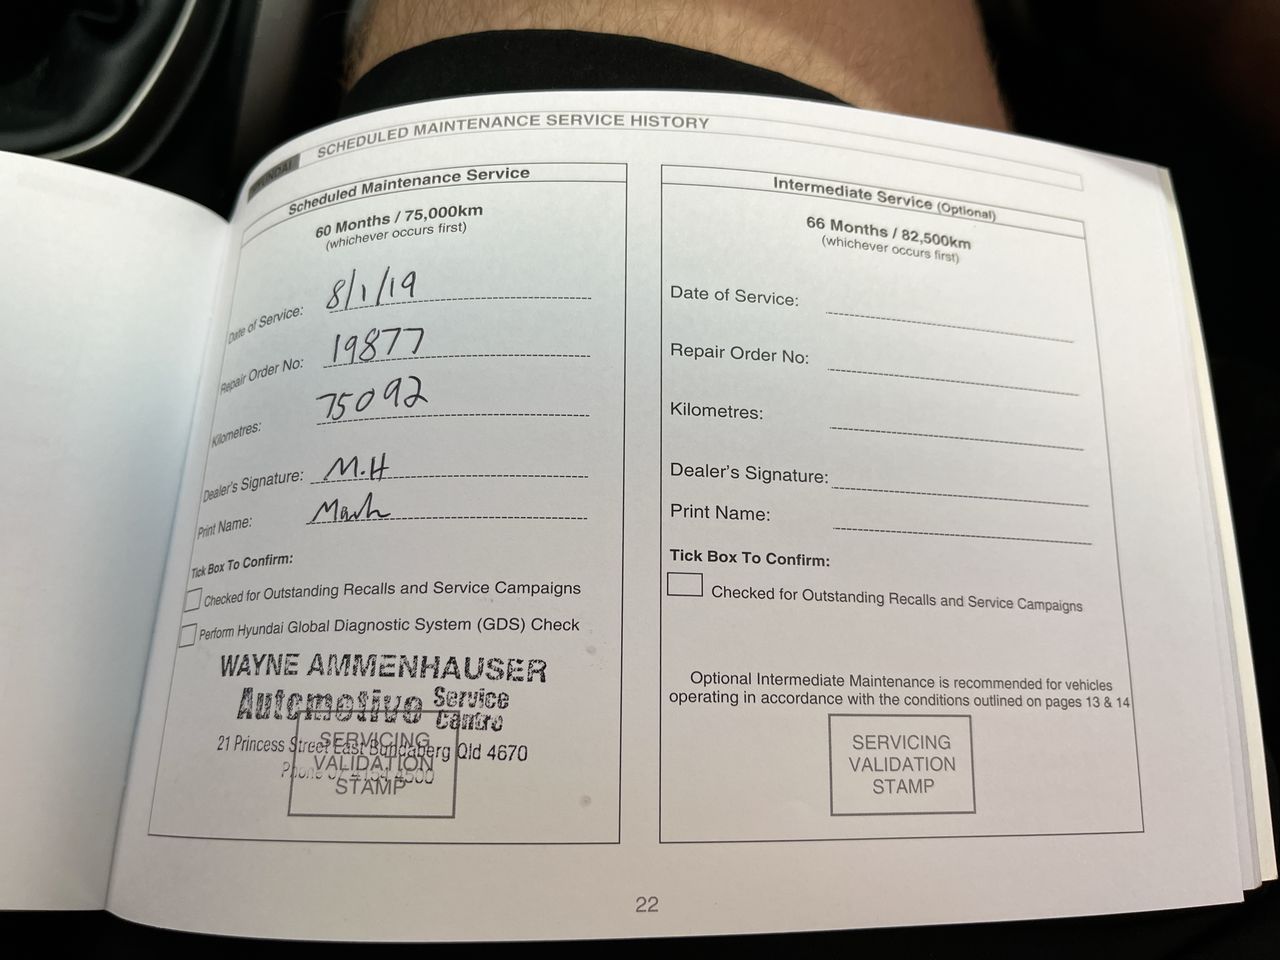 HYUNDAI
SCHEDULED MAINTENANCE SERVICE HISTORY
Scheduled Maintenance Service
60 Months / 75,000km
(whichever occurs first)
Date of Service: 8/1/19
Repair Order No: 19877
Kilometres: 75092
Dealer's Signature: M.H
Print Name: Mark
Tick Box To Confirm:
Checked for Outstanding Recalls and Service Campaigns
Perform Hyundai Global Diagnostic System (GDS) Check
WAYNE AMMENHAUSER
Automotive Service Centre
21 Princess Street East Bundaberg Qld 4670
Phone 07
SERVICING
VALIDATION
STAMP
Intermediate Service (Optional)
66 Months / 82,500km
(whichever occurs first)
Date of Service:
Repair Order No:
Kilometres:
Dealer's Signature:
Print Name:
Tick Box To Confirm:
Checked for Outstanding Recalls and Service Campaigns
Optional Intermediate Maintenance is recommended for vehicles
operating in accordance with the conditions outlined on pages 13 & 14
SERVICING
VALIDATION
STAMP
22